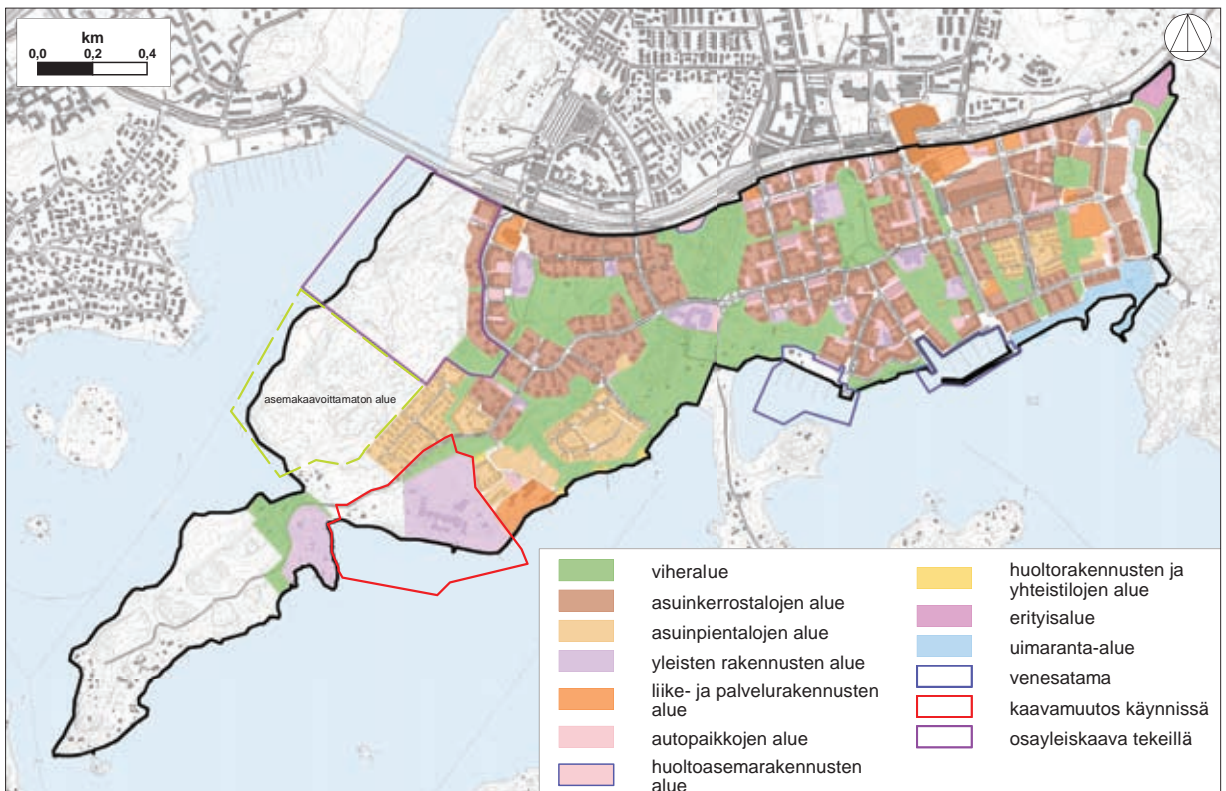 km
0,0 0,2 0,4
asemakaavoittamaton alue
viheralue
asuinkerrostalojen alue
asuinpientalojen alue
yleisten rakennusten alue
liike- ja palvelurakennusten
alue
autopaikkojen alue
huoltoasemarakennusten
alue
huoltorakennusten ja
yhteistilojen alue
erityisalue
uimaranta-alue
venesatama
kaavamuutos käynnissä
osayleiskaava tekeillä